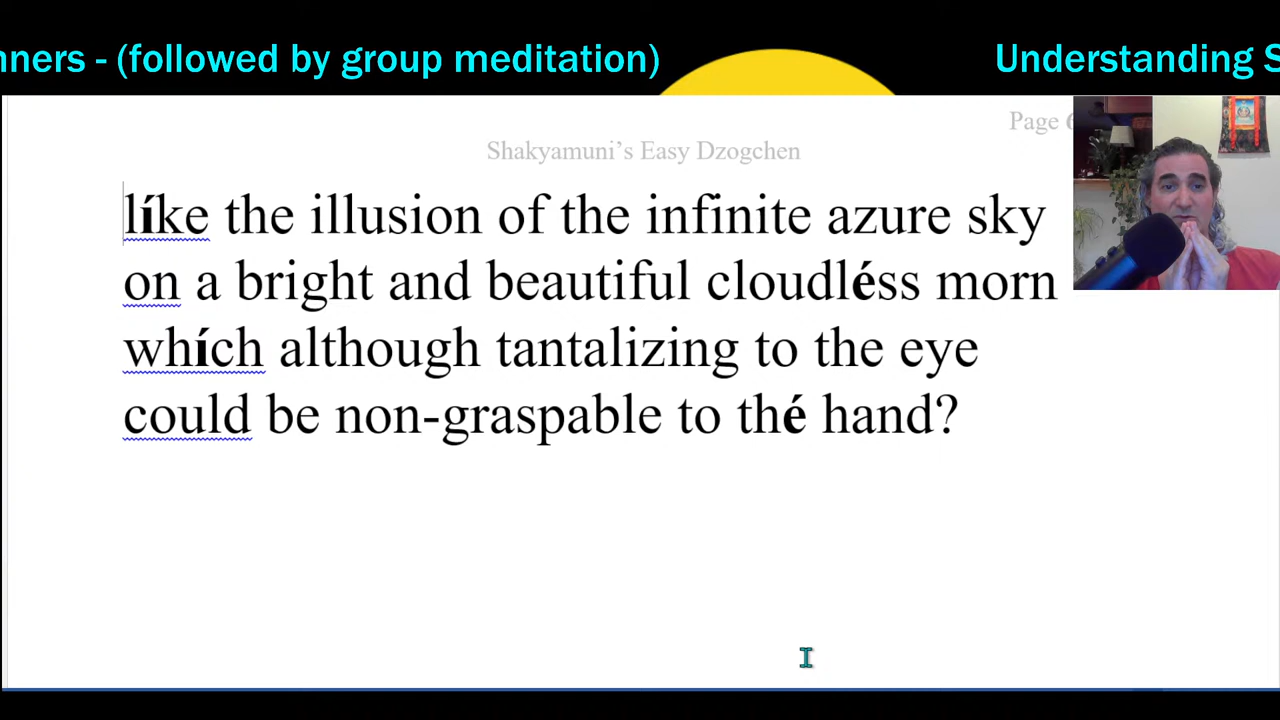 nners - (followed by group meditation) Understanding S
Page 6
Shakyamuni’s Easy Dzogchen
líke the illusion of the infinite azure sky
on a bright and beautiful cloudléss morn
whích although tantalizing to the eye
could be non-graspable to thé hand?